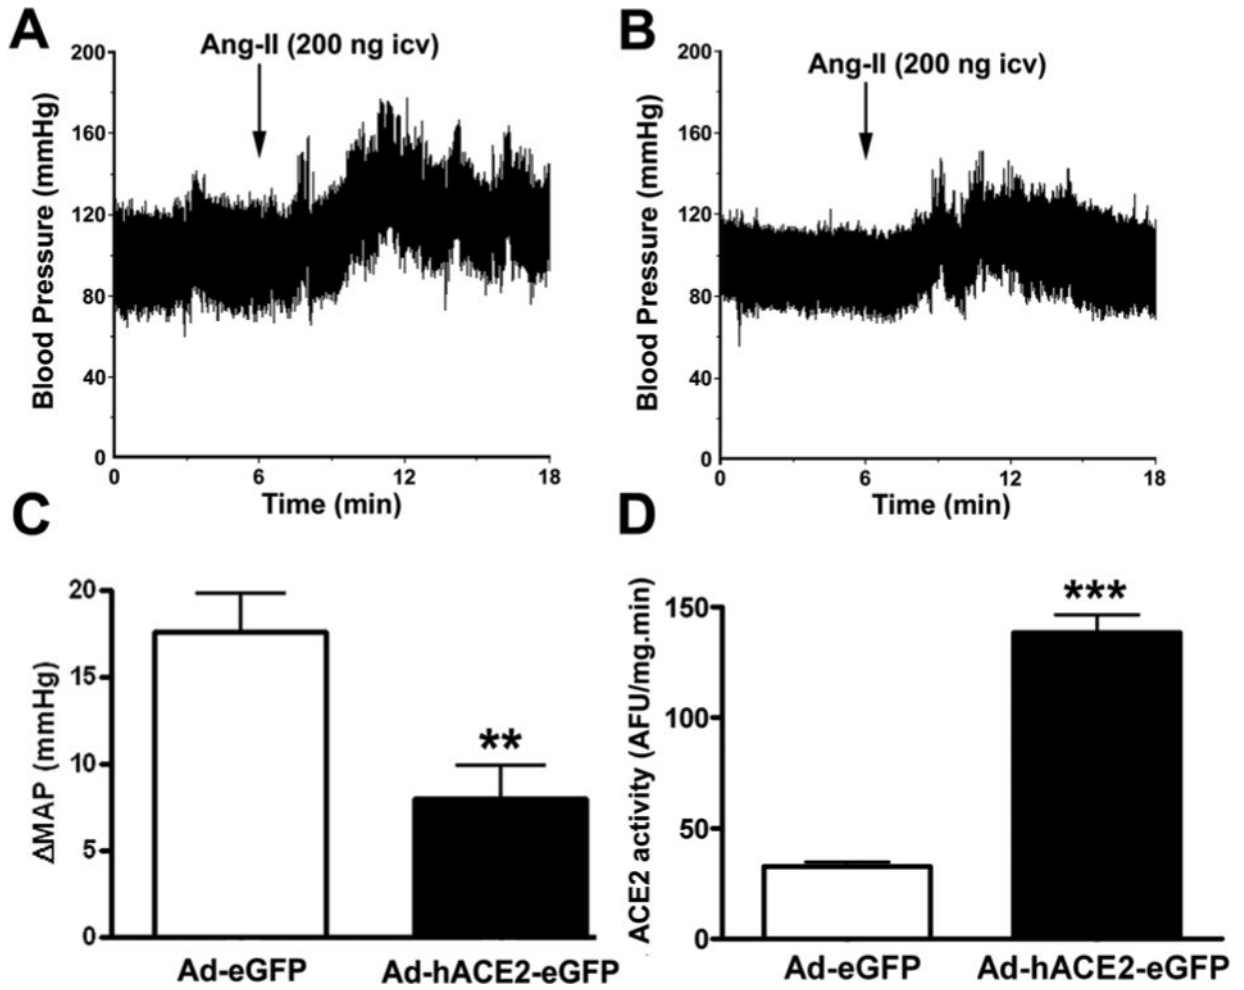 A
B
Ang-II (200 ng icv)
Ang-II (200 ng icv)
Blood Pressure (mmHg)
200
160
120
80
40
0
0 6 12 18
Time (min)
Blood Pressure (mmHg)
200
160
120
80
40
0
0 6 12 18
Time (min)
C
ΔMAP (mmHg)
20
15
10
5
0
**
Ad-eGFP Ad-hACE2-eGFP
D
ACE2 activity (AFU/mg.min)
150
100
50
0
***
Ad-eGFP Ad-hACE2-eGFP